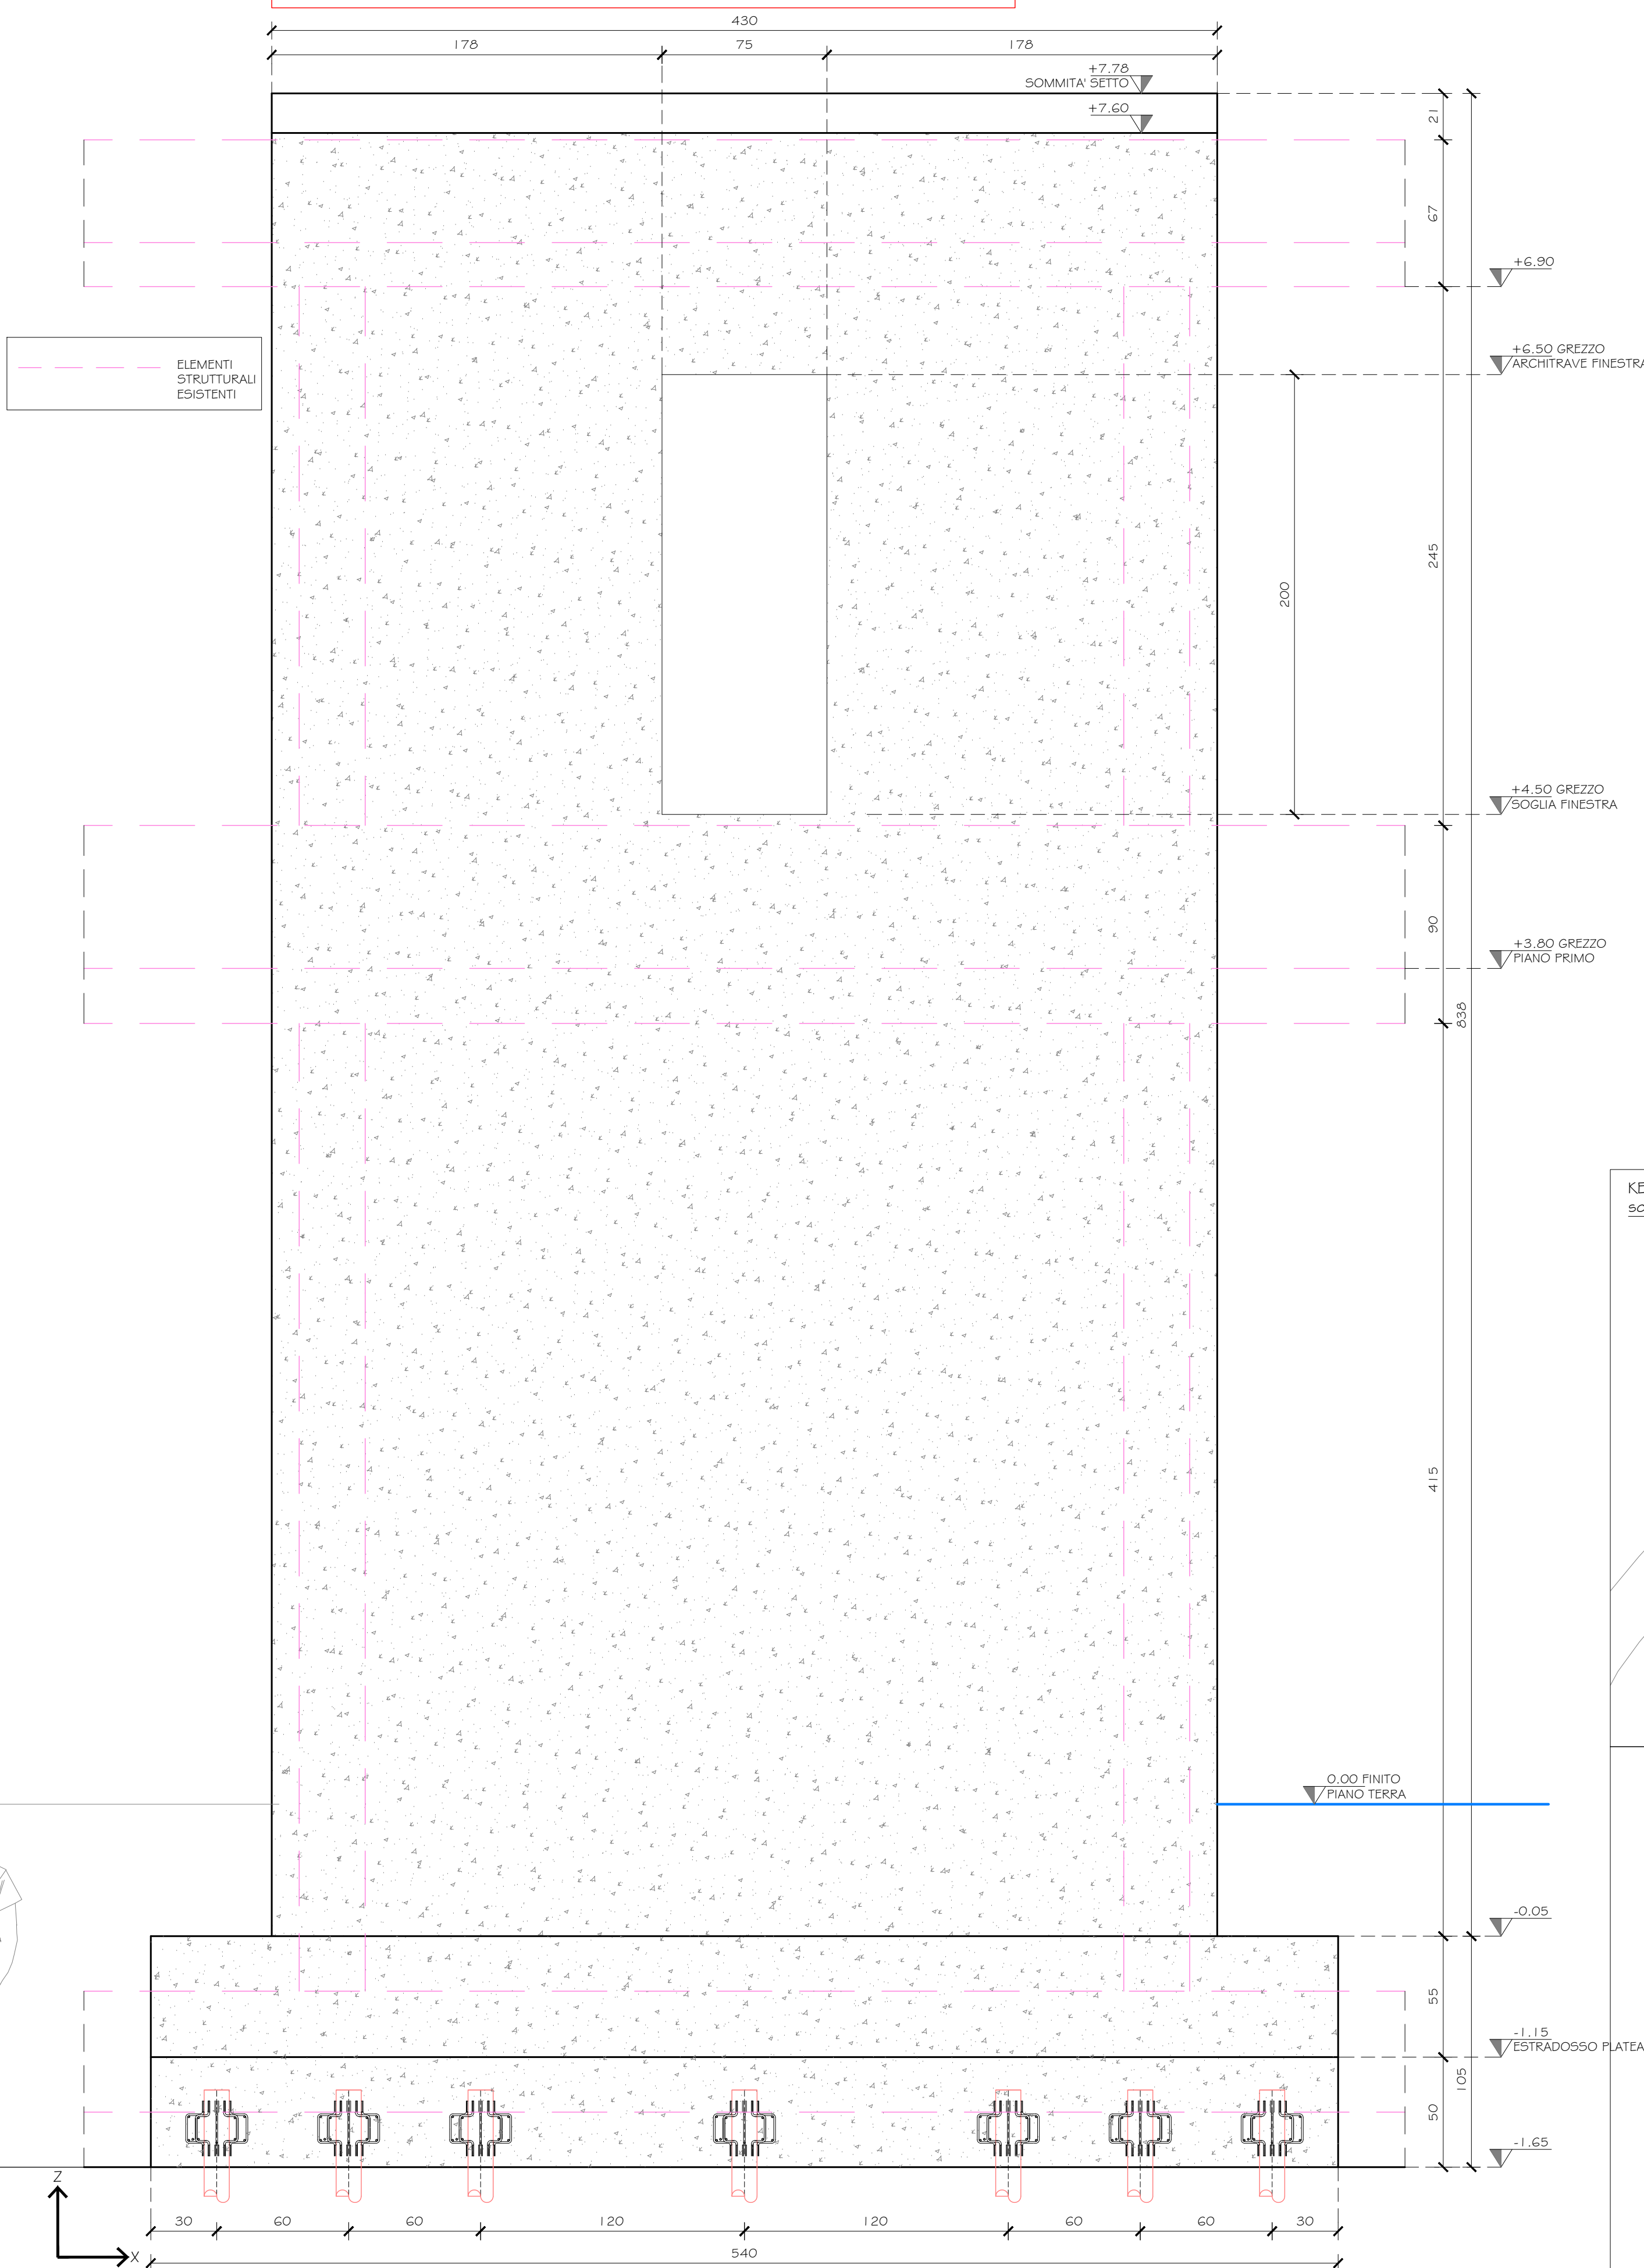 430
178
75
178
+7.78
SOMMITA' SETTO
+7.60
21
67
+6.90
ELEMENTI
STRUTTURALI
ESISTENTI
+6.50 GREZZO
ARCHITRAVE FINESTRA
245
200
+4.50 GREZZO
SOGLIA FINESTRA
90
+3.80 GREZZO
PIANO PRIMO
838
KE
SC
415
0.00 FINITO
PIANO TERRA
-0.05
55
-1.15
ESTRADOSSO PLATEA
105
50
-1.65
Z
X
30
60
60
120
120
60
60
30
540